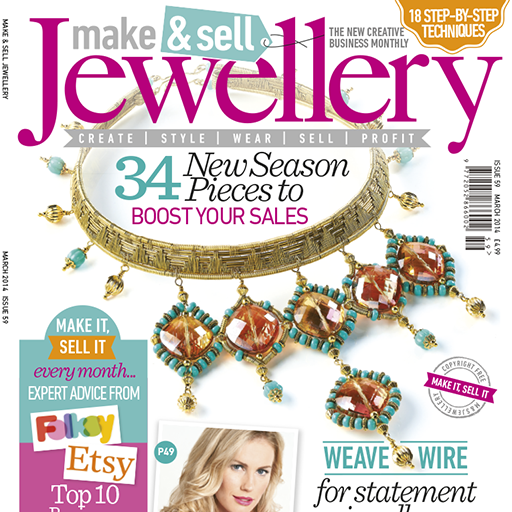 MAKE & SELL JEWELLERY
MARCH 2014 ISSUE 59
make & sell
Jewellery
THE NEW CREATIVE
BUSINESS MONTHLY
18 STEP-BY-STEP
TECHNIQUES
CREATE | STYLE | WEAR | SELL | PROFIT
34 New Season
Pieces to
BOOST YOUR SALES
ISSUE 59 MARCH 2014 £4.99
MAKE IT,
SELL IT
every month...
EXPERT ADVICE FROM
Folksy
Etsy
Top 10
P49
COPYRIGHT FREE
MAKE IT, SELL IT
M&SJEWELLERY
WEAVE WIRE
for statement